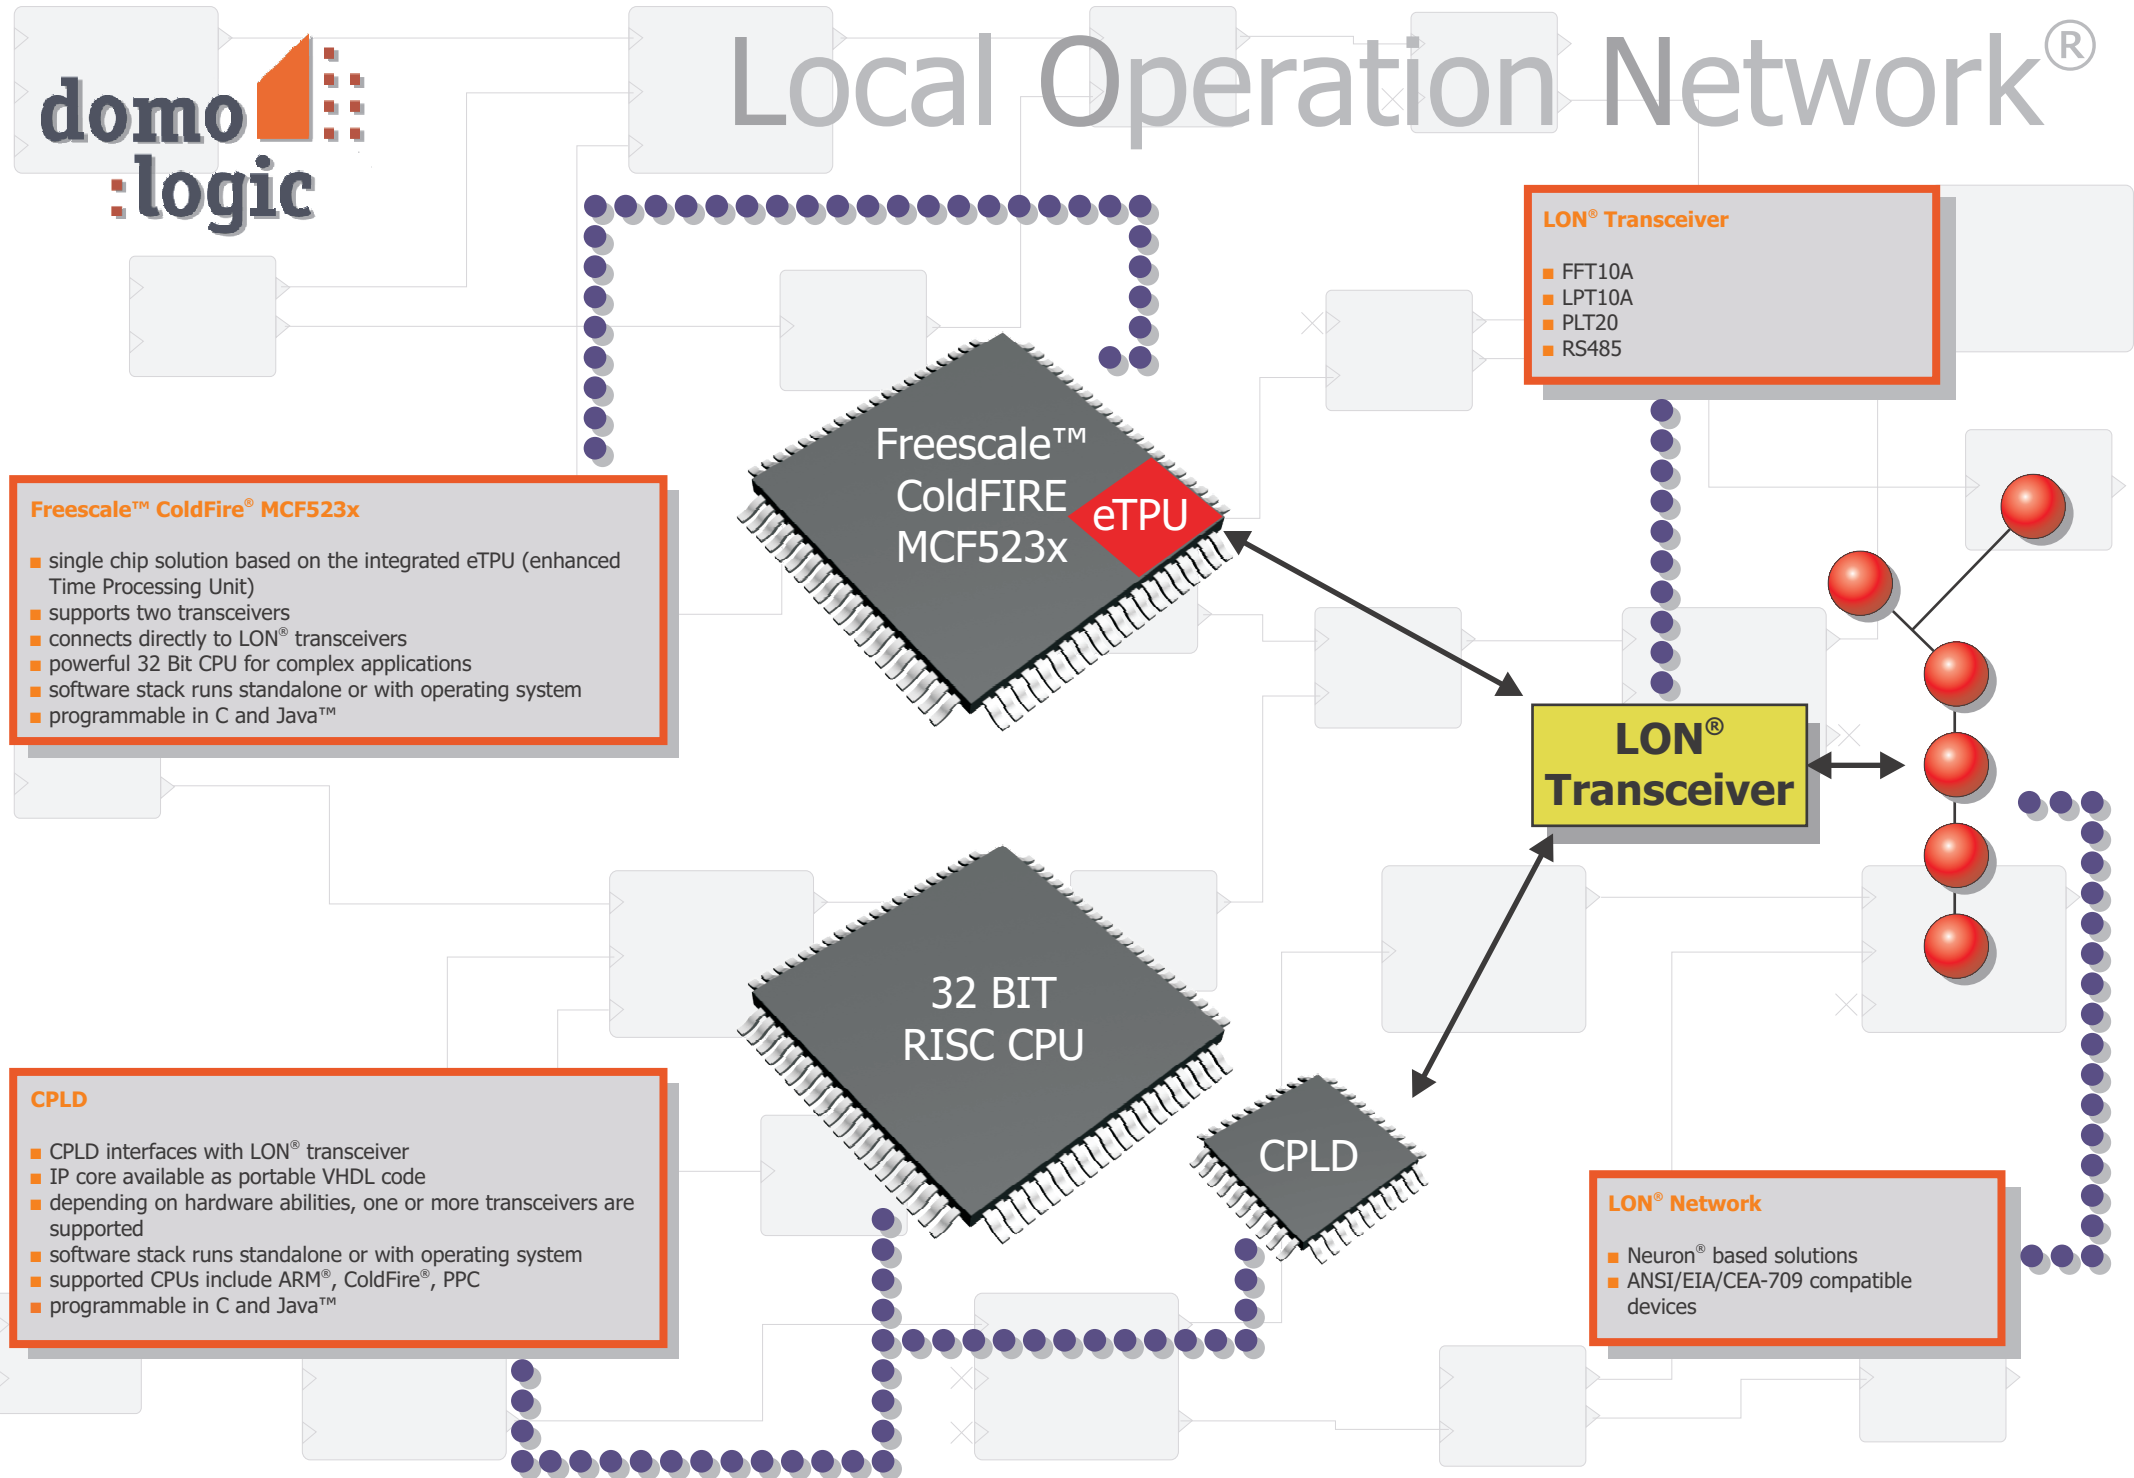 Local Operation Network®
domo
:logic
LON® Transceiver
■ FFT10A
■ LPT10A
■ PLT20
■ RS485
Freescale™
ColdFIRE
MCF523x
eTPU
Freescale™ ColdFire® MCF523x
■ single chip solution based on the integrated eTPU (enhanced
Time Processing Unit)
■ supports two transceivers
■ connects directly to LON® transceivers
■ powerful 32 Bit CPU for complex applications
■ software stack runs standalone or with operating system
■ programmable in C and Java™
LON®
Transceiver
32 BIT
RISC CPU
CPLD
CPLD
■ CPLD interfaces with LON® transceiver
■ IP core available as portable VHDL code
■ depending on hardware abilities, one or more transceivers are
supported
■ software stack runs standalone or with operating system
■ supported CPUs include ARM®, ColdFire®, PPC
■ programmable in C and Java™
LON® Network
■ Neuron® based solutions
■ ANSI/EIA/CEA-709 compatible
devices